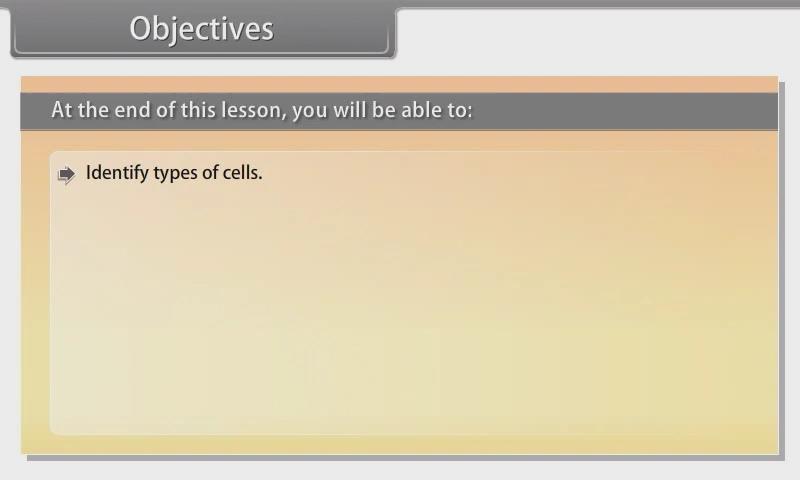 Objectives
At the end of this lesson, you will be able to:
Identify types of cells.